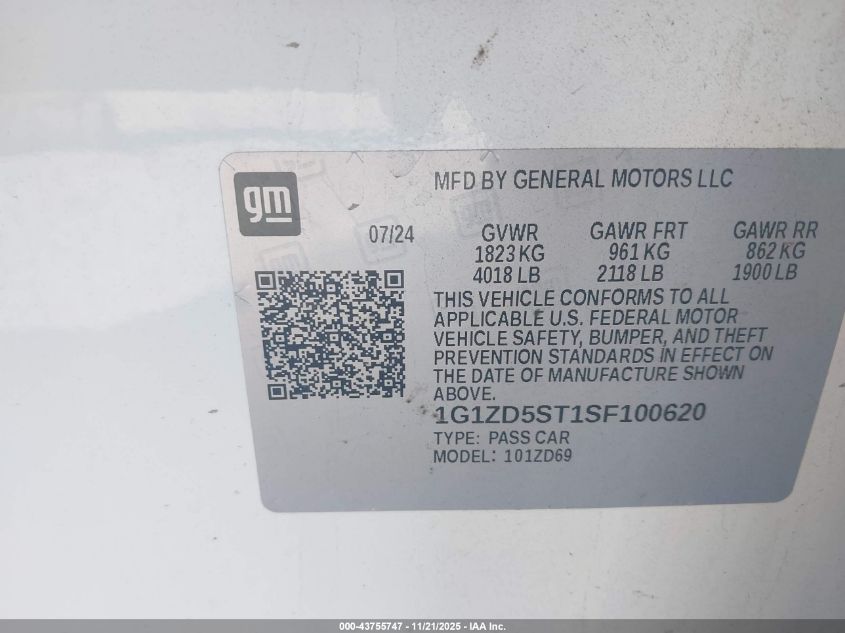 gm
MFD BY GENERAL MOTORS LLC
07/24 GVWR GAWR FRT GAWR RR
1823 KG 961 KG 862 KG
4018 LB 2118 LB 1900 LB
THIS VEHICLE CONFORMS TO ALL
APPLICABLE U.S. FEDERAL MOTOR
VEHICLE SAFETY, BUMPER, AND THEFT
PREVENTION STANDARDS IN EFFECT ON
THE DATE OF MANUFACTURE SHOWN
ABOVE.
1G1ZD5ST1SF100620
TYPE: PASS CAR
MODEL: 101ZD69
000-43755747 - 11/21/2025 - IAA Inc.